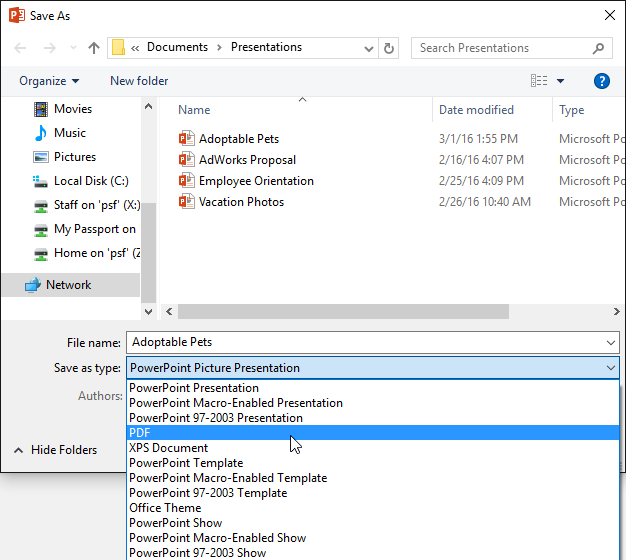 Save As
« Documents › Presentations
Search Presentations
Organize
New folder
?
Name
Date modified
Type
Movies
Music
Pictures
Local Disk (C:)
Staff on 'psf' (X:)
My Passport on
Home on 'psf' (Z
Network
Adoptable Pets 3/1/16 1:55 PM Microsoft Po
AdWorks Proposal 2/16/16 4:07 PM Microsoft Po
Employee Orientation 2/25/16 4:09 PM Microsoft Po
Vacation Photos 2/26/16 10:40 AM Microsoft Po
File name: Adoptable Pets
Save as type: PowerPoint Picture Presentation
Authors:
Hide Folders
PowerPoint Presentation
PowerPoint Macro-Enabled Presentation
PowerPoint 97-2003 Presentation
PDF
XPS Document
PowerPoint Template
PowerPoint Macro-Enabled Template
PowerPoint 97-2003 Template
Office Theme
PowerPoint Show
PowerPoint Macro-Enabled Show
PowerPoint 97-2003 Show